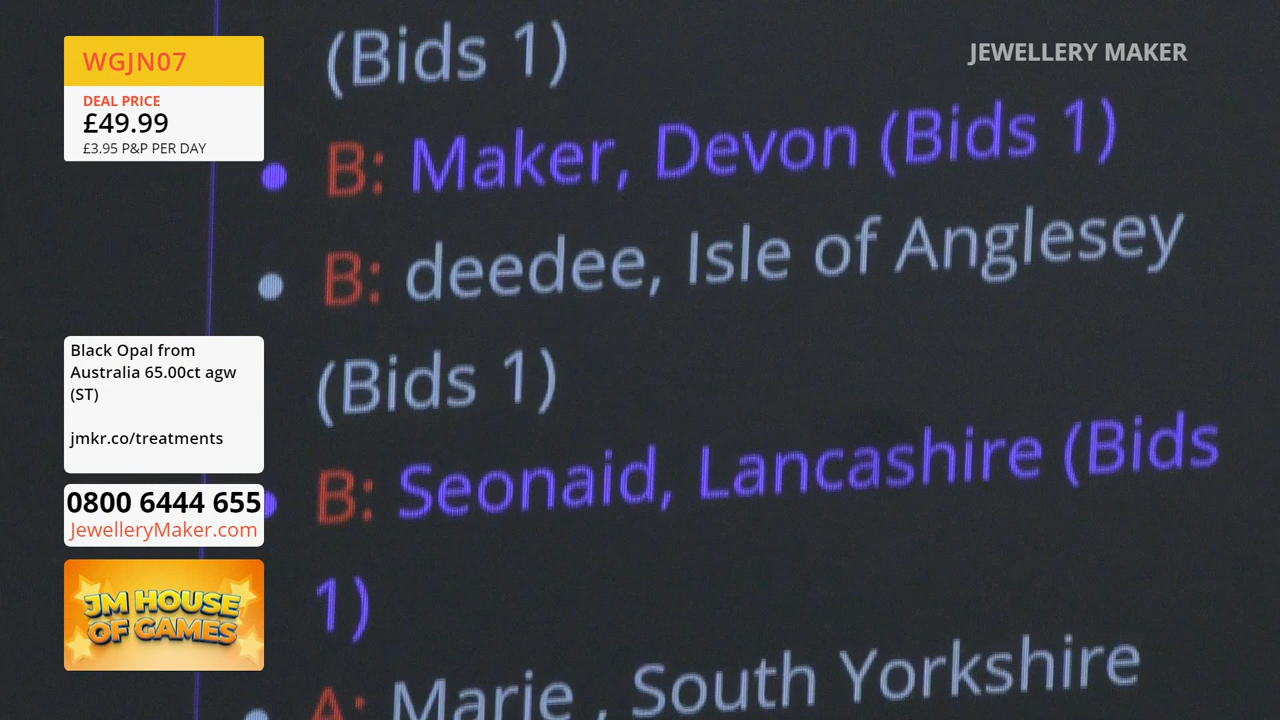 WGJN07
DEAL PRICE
£49.99
£3.95 P&P PER DAY
Black Opal from
Australia 65.00ct agw
(ST)
jmkr.co/treatments
0800 6444 655
JewelleryMaker.com
JM HOUSE
OF GAMES
JEWELLERY MAKER
(Bids 1)
B: Maker, Devon (Bids 1)
B: deedee, Isle of Anglesey
(Bids 1)
B: Seonaid, Lancashire (Bids
1)
A: Marie , South Yorkshire